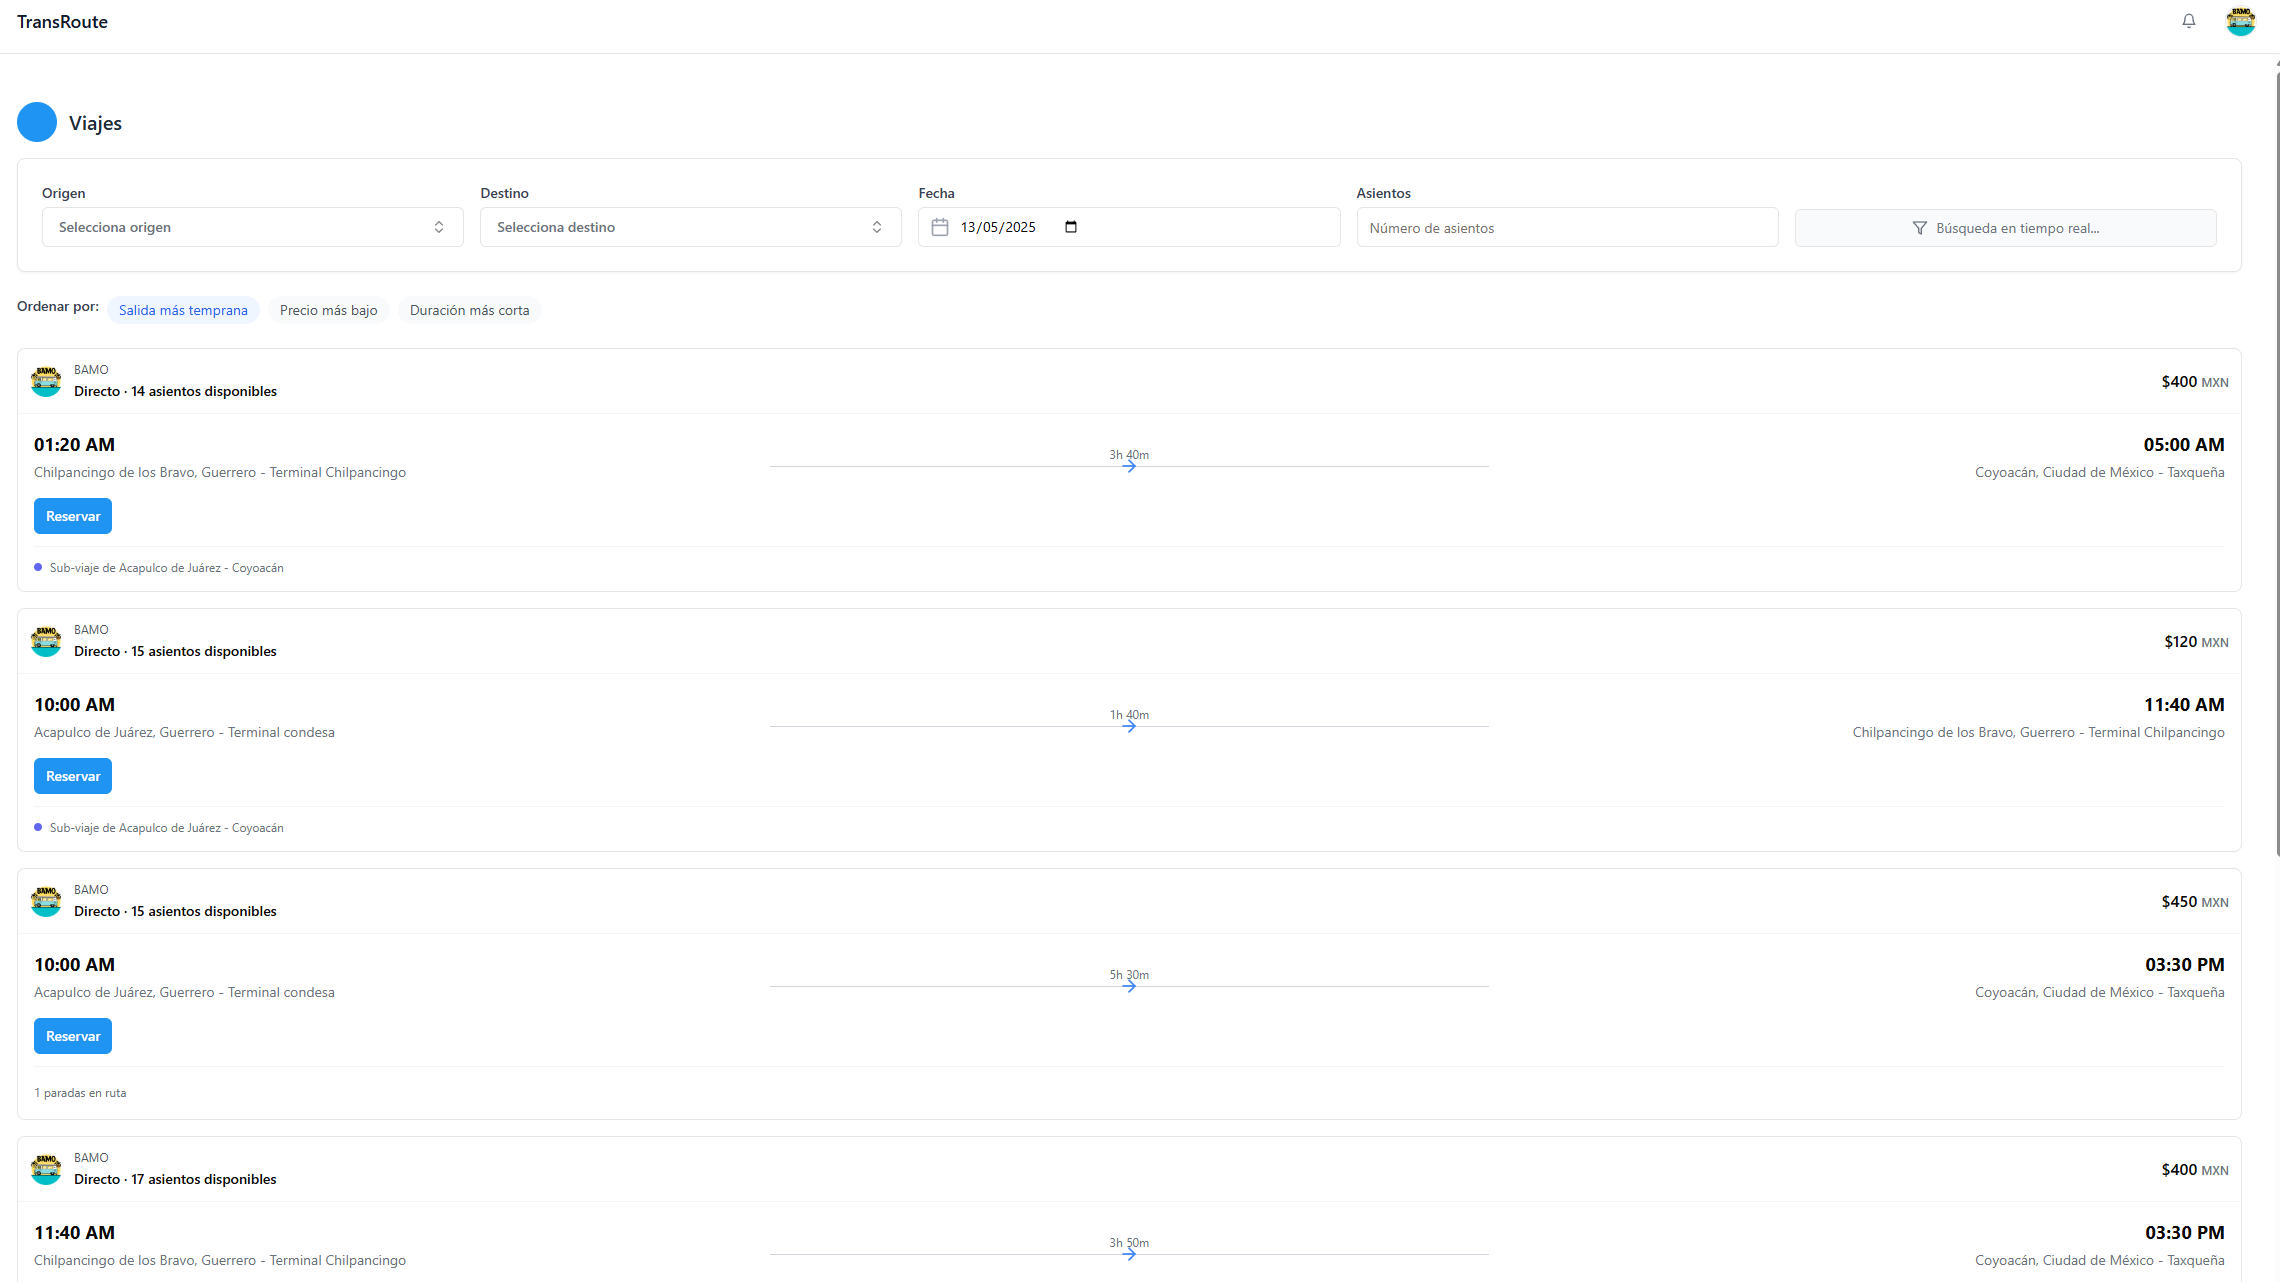 TransRoute
Viajes
Origen
Destino
Fecha
Asientos
Selecciona origen
Selecciona destino
13/05/2025
Número de asientos
Búsqueda en tiempo real...
Ordenar por:
Salida más temprana
Precio más bajo
Duración más corta
BAMO
BAMO
Directo · 14 asientos disponibles
$400 MXN
01:20 AM
3h 40m
05:00 AM
Chilpancingo de los Bravo, Guerrero - Terminal Chilpancingo
Coyoacán, Ciudad de México - Taxqueña
Reservar
Sub-viaje de Acapulco de Juárez - Coyoacán
BAMO
BAMO
Directo · 15 asientos disponibles
$120 MXN
10:00 AM
1h 40m
11:40 AM
Acapulco de Juárez, Guerrero - Terminal condesa
Chilpancingo de los Bravo, Guerrero - Terminal Chilpancingo
Reservar
Sub-viaje de Acapulco de Juárez - Coyoacán
BAMO
BAMO
Directo · 15 asientos disponibles
$450 MXN
10:00 AM
5h 30m
03:30 PM
Acapulco de Juárez, Guerrero - Terminal condesa
Coyoacán, Ciudad de México - Taxqueña
Reservar
1 paradas en ruta
BAMO
BAMO
Directo · 17 asientos disponibles
$400 MXN
11:40 AM
3h 50m
03:30 PM
Chilpancingo de los Bravo, Guerrero - Terminal Chilpancingo
Coyoacán, Ciudad de México - Taxqueña